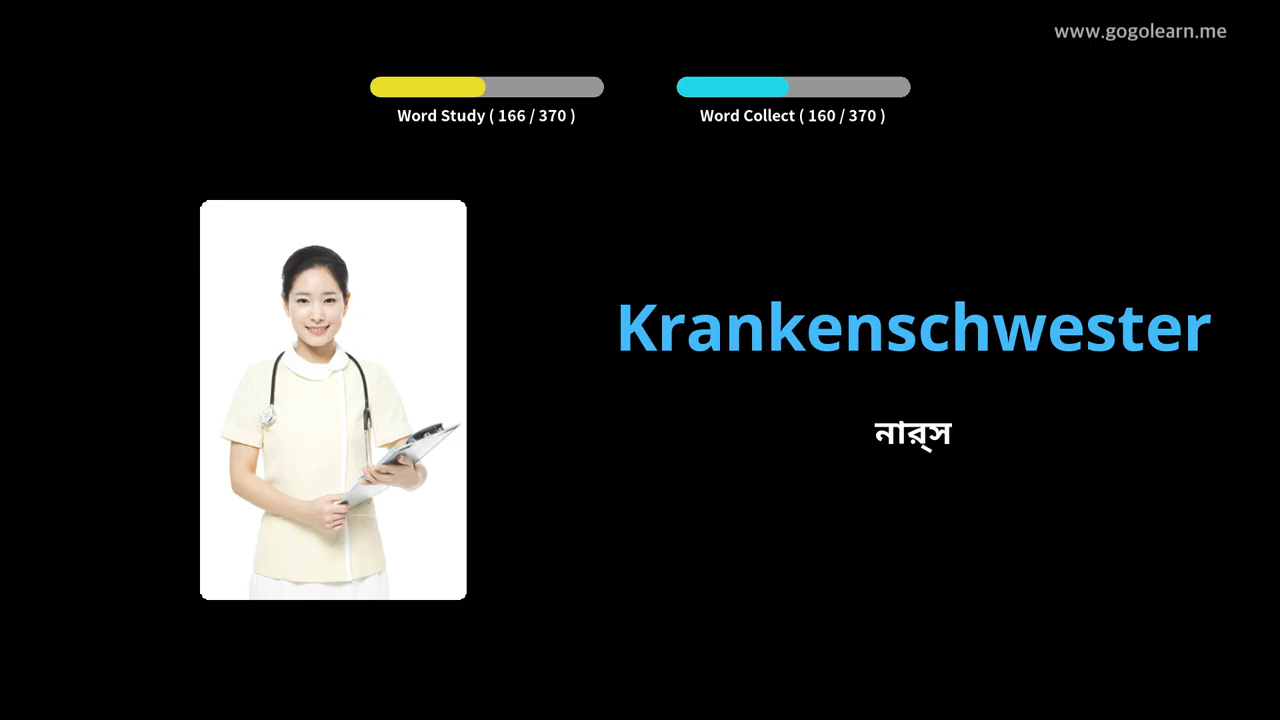 www.gogolearn.me
Word Study ( 166 / 370 )
Word Collect ( 160 / 370 )
Krankenschwester
নার্স